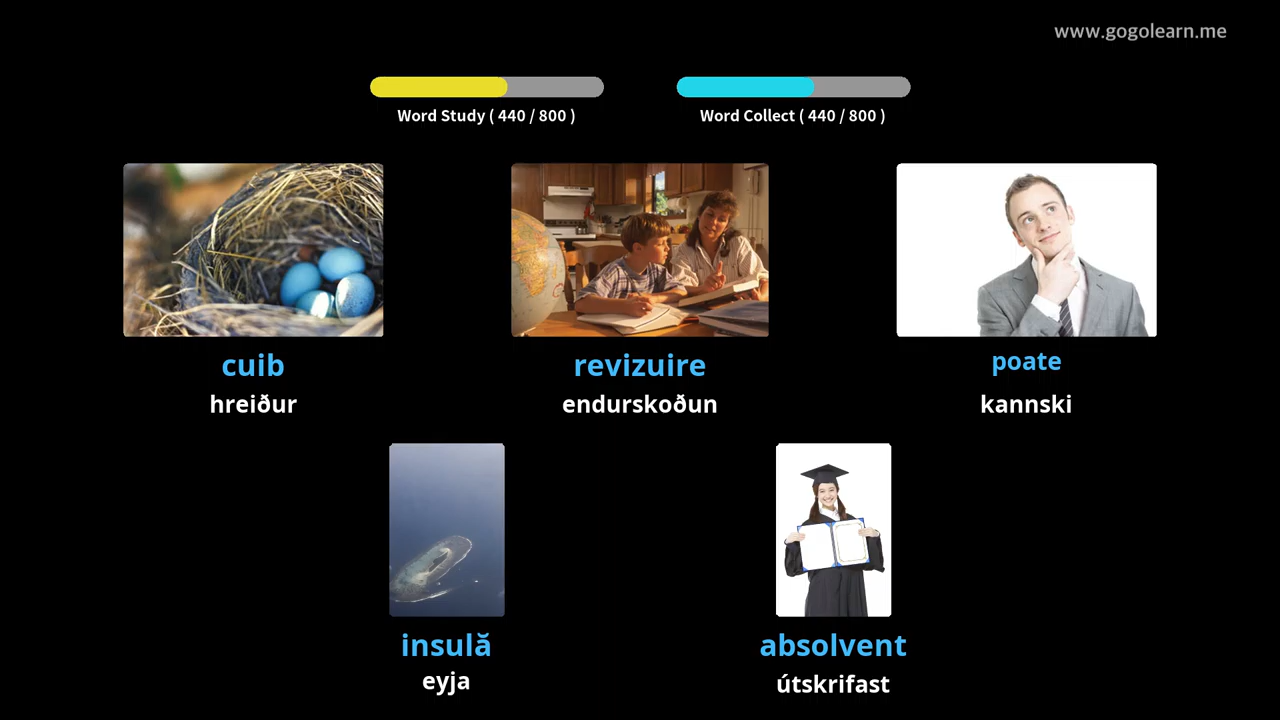 www.gogolearn.me
Word Study ( 440 / 800 )
Word Collect ( 440 / 800 )
cuib
hreiður
revizuire
endurskoðun
poate
kannski
insulă
eyja
absolvent
útskrifast